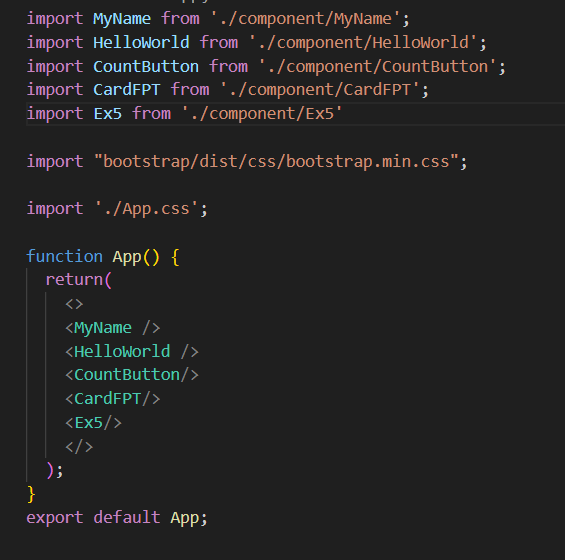 import MyName from './component/MyName';
import HelloWorld from './component/HelloWorld';
import CountButton from './component/CountButton';
import CardFPT from './component/CardFPT';
import Ex5 from './component/Ex5'
import "bootstrap/dist/css/bootstrap.min.css";
import './App.css';
function App() {
return(
<>
<MyName />
<HelloWorld />
<CountButton/>
<CardFPT/>
<Ex5/>
</>
);
}
export default App;